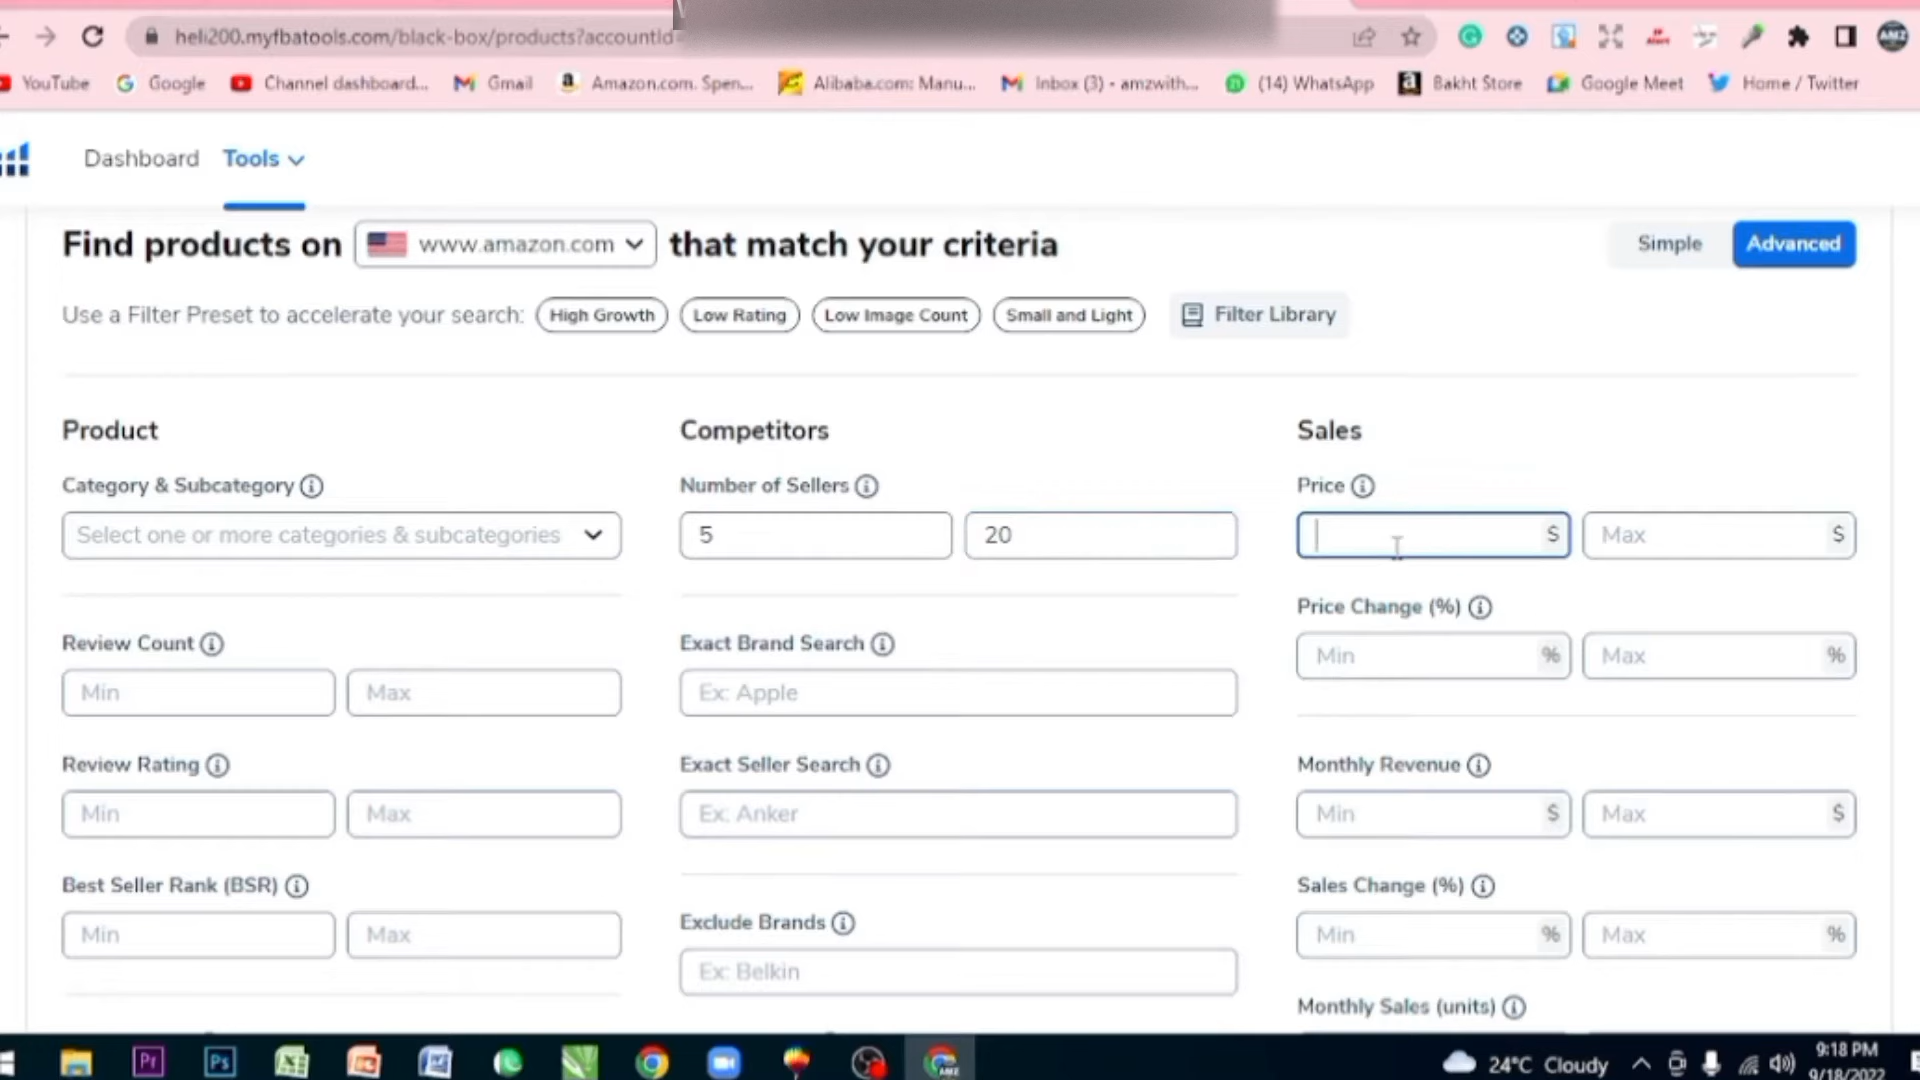 heli200.myfbatools.com/black-box/products?accountId=
YouTube Google Channel dashboard... Gmail Amazon.com. Spen... Alibaba.com: Manu... Inbox (3) - amzwith... (14) WhatsApp Bakht Store Google Meet Home / Twitter
Dashboard Tools
Find products on www.amazon.com that match your criteria
Simple Advanced
Use a Filter Preset to accelerate your search: High Growth Low Rating Low Image Count Small and Light Filter Library
Product
Category & Subcategory
Select one or more categories & subcategories
Review Count
Min Max
Review Rating
Min Max
Best Seller Rank (BSR)
Min Max
Competitors
Number of Sellers
5 20
Exact Brand Search
Ex: Apple
Exact Seller Search
Ex: Anker
Exclude Brands
Ex: Belkin
Sales
Price
$ Max $
Price Change (%)
Min % Max %
Monthly Revenue
Min $ Max $
Sales Change (%)
Min % Max %
Monthly Sales (units)
Pr Ps AMZ
24°C Cloudy
9:18 PM
9/18/2022